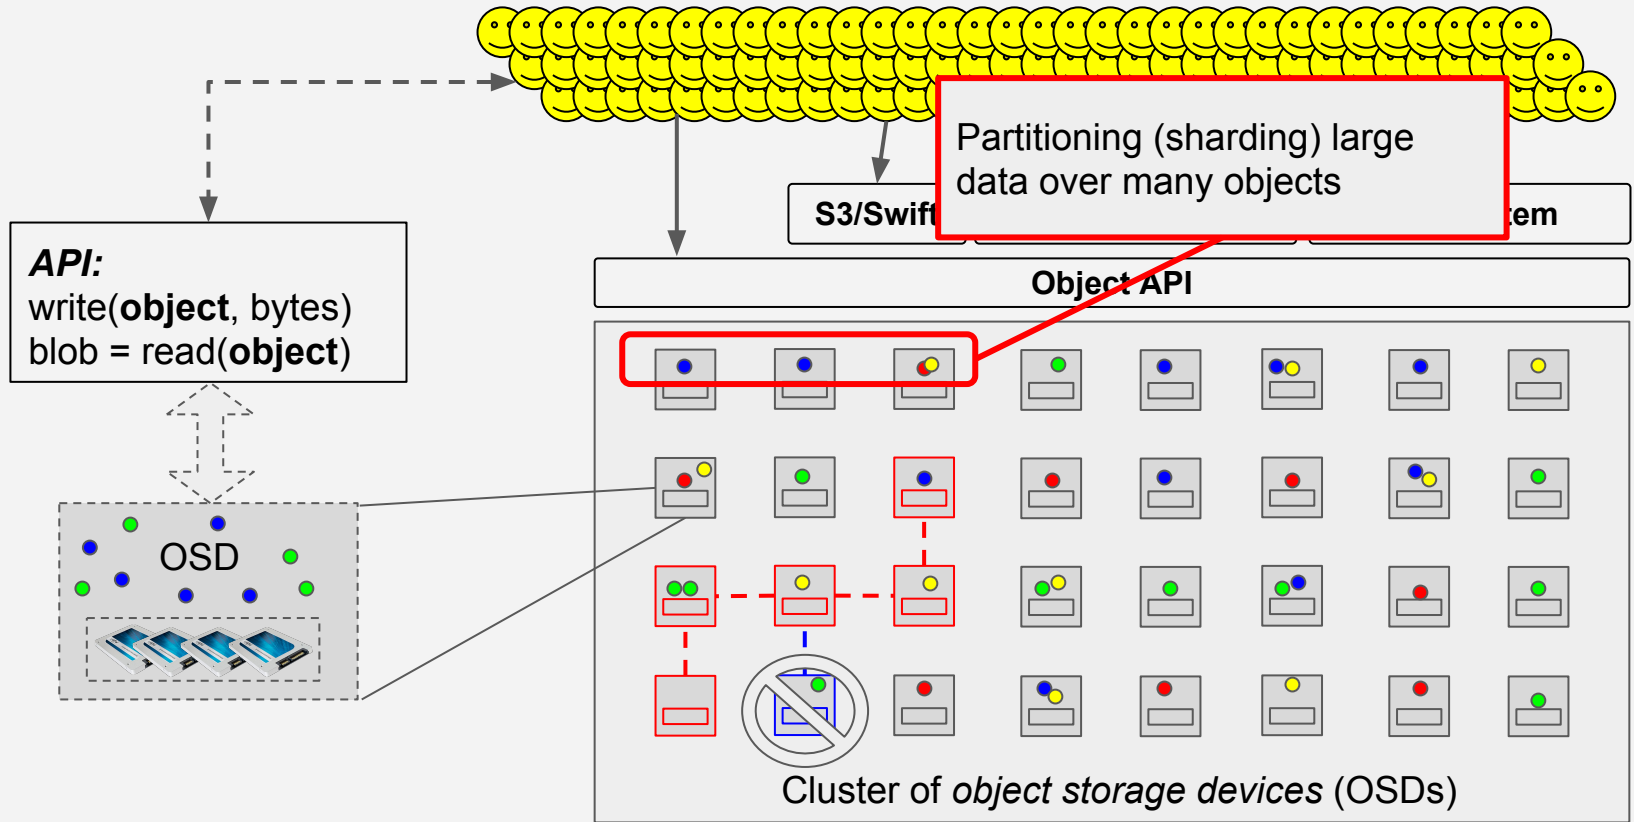 Partitioning (sharding) large
data over many objects
S3/Swift
tem
API:
write(object, bytes)
blob = read(object)
Object API
OSD
Cluster of object storage devices (OSDs)